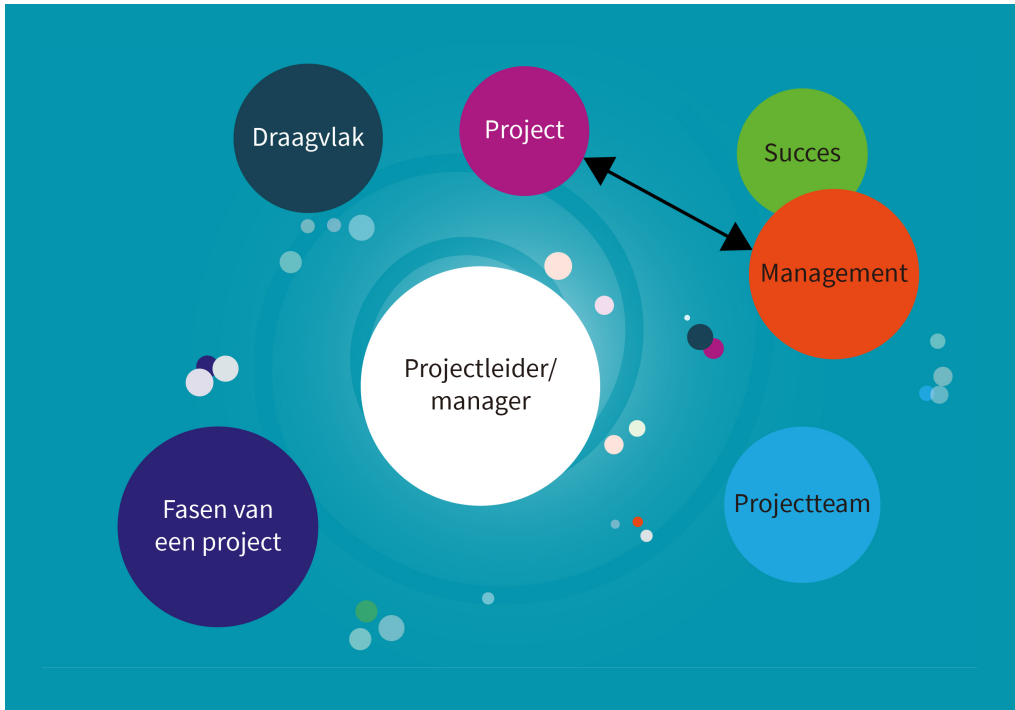 Draagvlak
Project
Succes
Management
Projectleider/
manager
Fasen van
een project
Projectteam